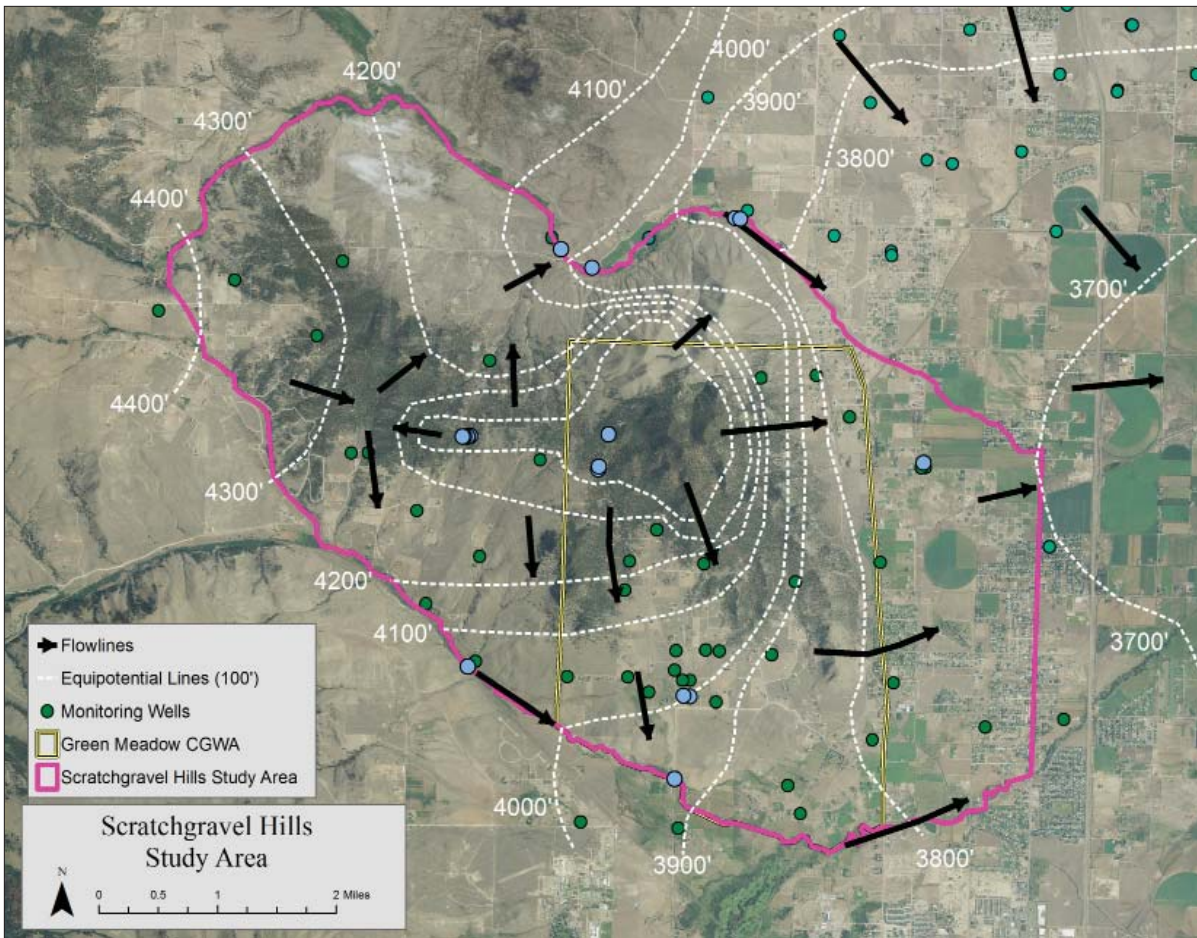 4200'
4300'
4400'
4100'
4000'
3900'
3800'
3700'
4400'
4300'
4200'
4100'
4000'
3900'
3800'
3700'
Flowlines
Equipotential Lines (100')
Monitoring Wells
Green Meadow CGWA
Scratchgravel Hills Study Area
Scratchgravel Hills
Study Area
N
0 0.5 1 2 Miles